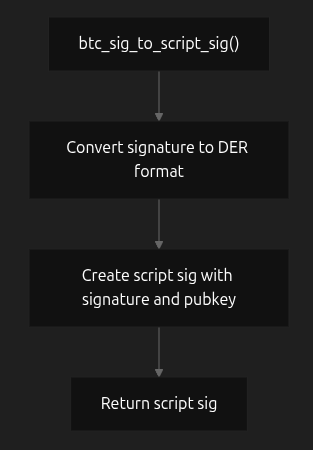 btc_sig_to_script_sig()
Convert signature to DER
format
Create script sig with
signature and pubkey
Return script sig